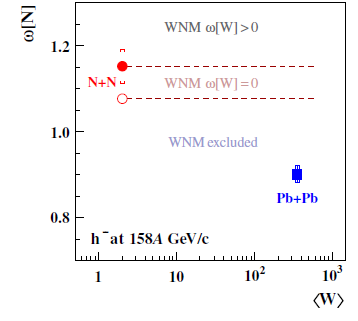 ω[N]
WNM ω[W] > 0
1.2
N+N
WNM ω[W] = 0
1.0
WNM excluded
Pb+Pb
0.8
h⁻ at 158A GeV/c
1 10 10² 10³
⟨W⟩